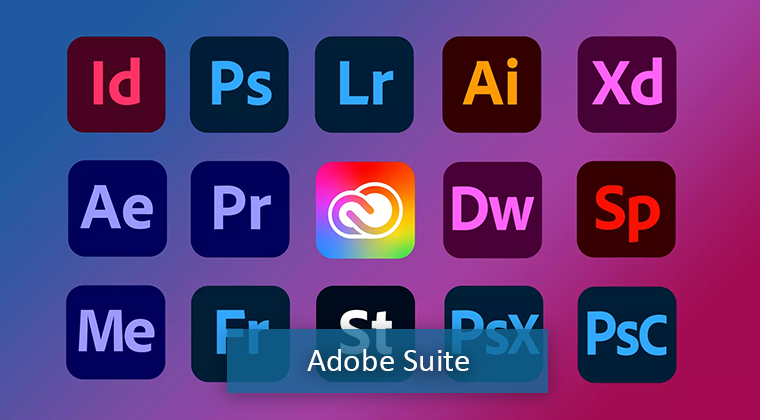 Id Ps Lr Ai Xd
Ae Pr Dw Sp
Me Fr St PsX PsC
Adobe Suite